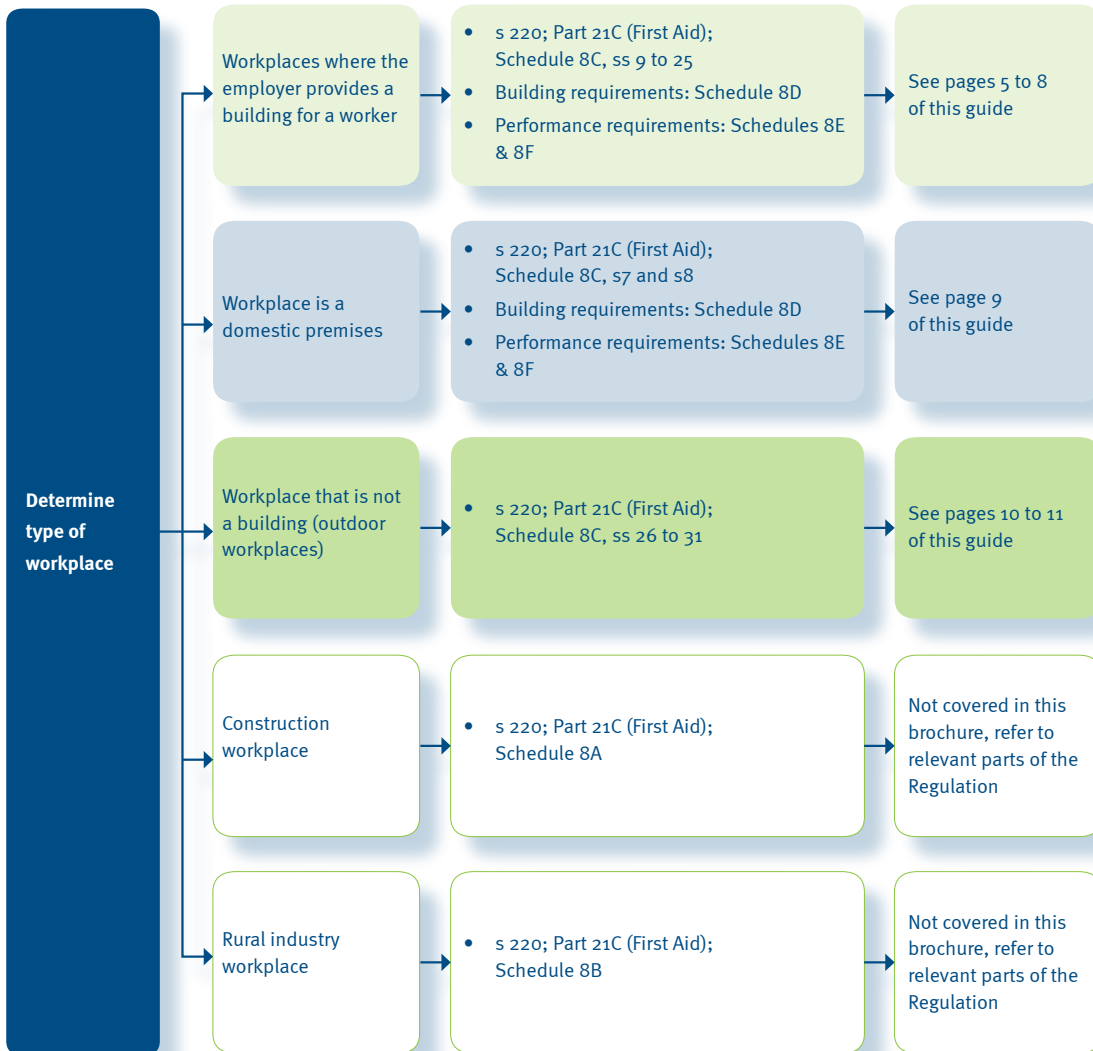 Determine
type of
workplace
Workplaces where the
employer provides a
building for a worker
• s 220; Part 21C (First Aid);
Schedule 8C, ss 9 to 25
• Building requirements: Schedule 8D
• Performance requirements: Schedules 8E
& 8F
See pages 5 to 8
of this guide
Workplace is a
domestic premises
• s 220; Part 21C (First Aid);
Schedule 8C, s7 and s8
• Building requirements: Schedule 8D
• Performance requirements: Schedules 8E
& 8F
See page 9
of this guide
Workplace that is not
a building (outdoor
workplaces)
• s 220; Part 21C (First Aid);
Schedule 8C, ss 26 to 31
See pages 10 to 11
of this guide
Construction
workplace
• s 220; Part 21C (First Aid);
Schedule 8A
Not covered in this
brochure, refer to
relevant parts of the
Regulation
Rural industry
workplace
• s 220; Part 21C (First Aid);
Schedule 8B
Not covered in this
brochure, refer to
relevant parts of the
Regulation